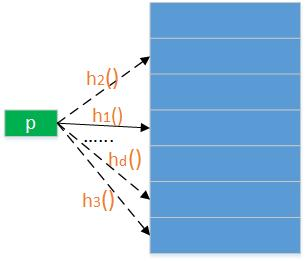 h2()
p
h1()
......
hd()
h3()